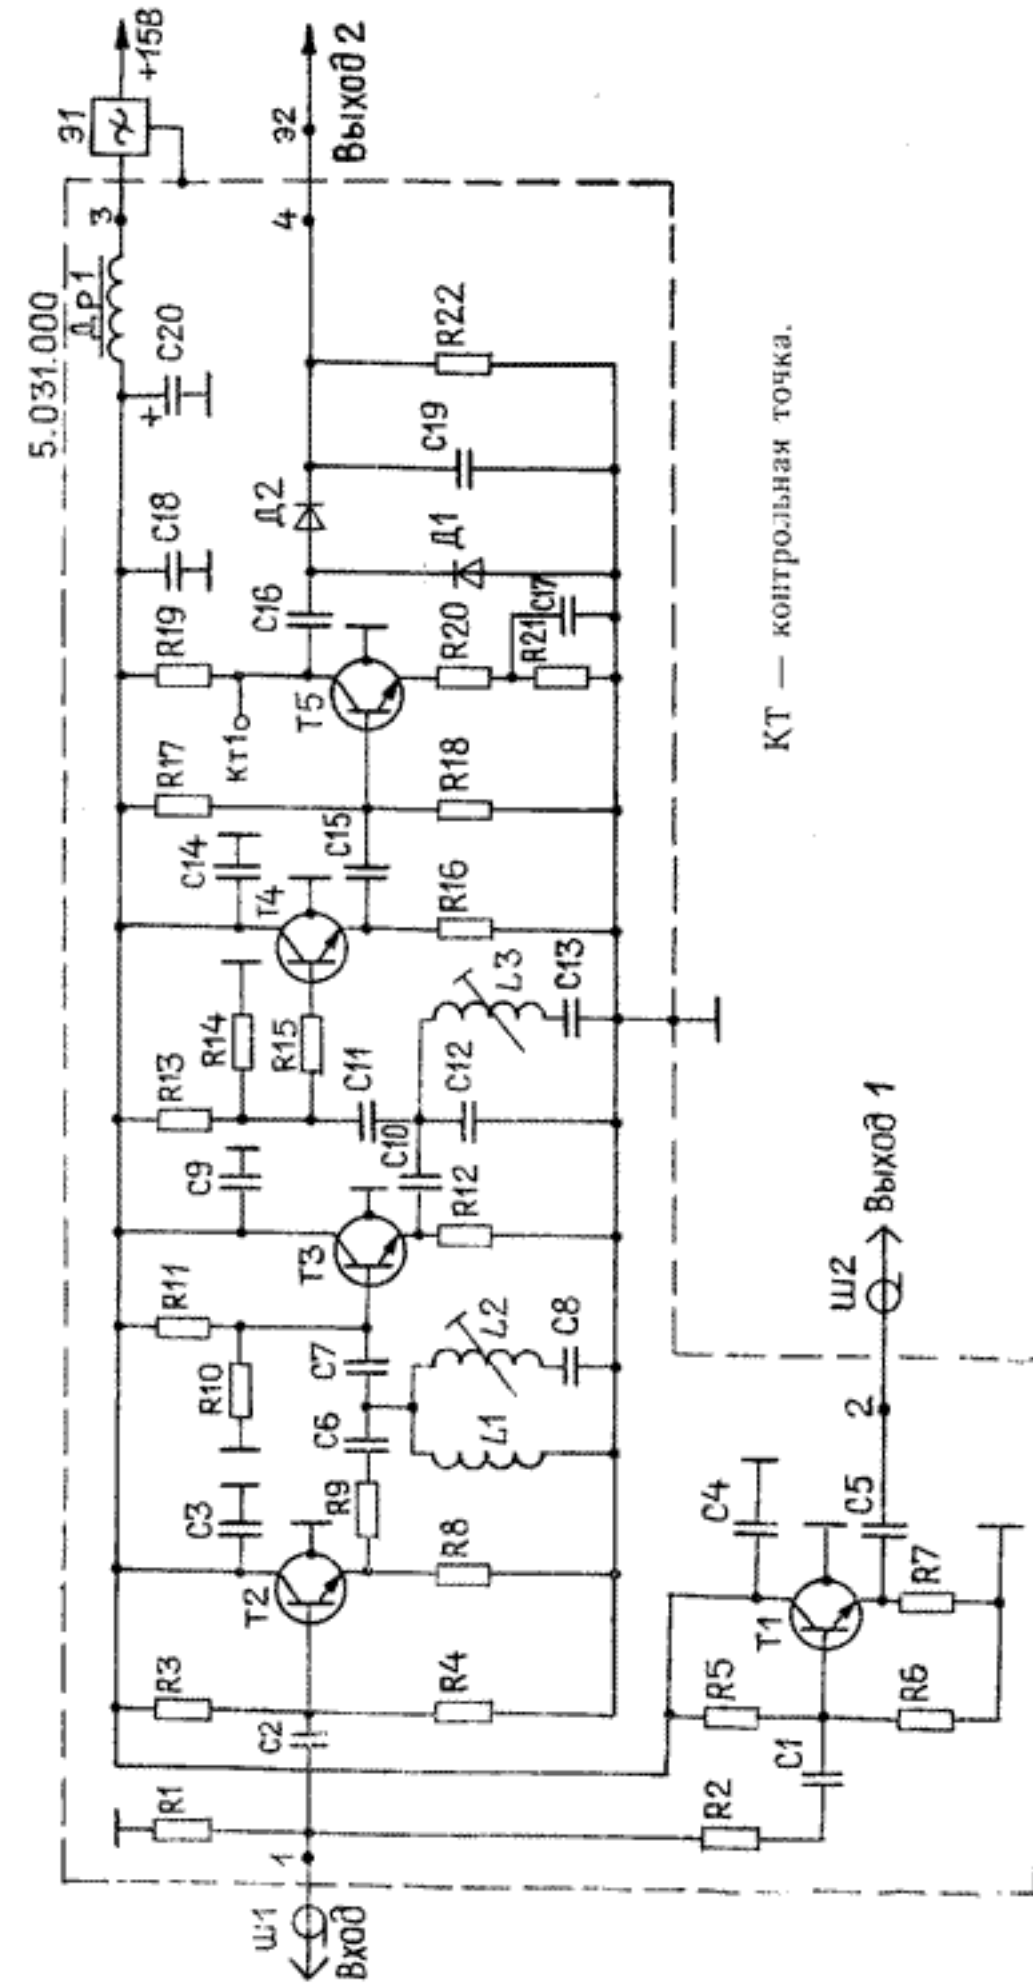 5.031.000
Э1
+15В
Др1
3
Э2
4
Выход 2
Ш1
Вход
1
R1
C2
R3
R4
T2
C3
R8
R9
C6
R10
R11
C7
L1
L2
C8
T3
C9
C10
R12
R13
R14
R15
C11
C12
L3
C13
T4
C14
R16
C15
R17
R18
КТ1
R19
T5
R20
R21
C17
C16
C18
Д1
Д2
C19
C20
+
R22
R2
C1
R5
R6
T1
C4
R7
C5
2
Ш2
Выход 1
КТ — контрольная точка.